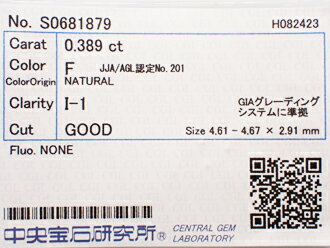 No. S0681879 H082423
Carat 0.389 ct
Color F JJA/AGL認定No.201
ColorOrigin NATURAL
Clarity I-1 GIAグレーディング
システムに準拠
Cut GOOD Size 4.61 - 4.67 × 2.91 mm
Fluo. NONE
中央宝石研究所® CENTRAL GEM
LABORATORY